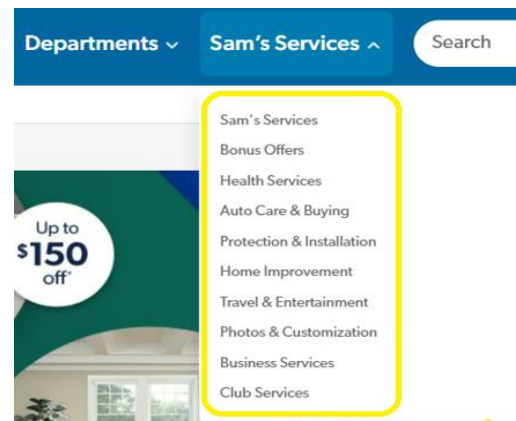 Departments
Sam's Services
Search
Sam's Services
Bonus Offers
Health Services
Auto Care & Buying
Protection & Installation
Home Improvement
Travel & Entertainment
Photos & Customization
Business Services
Club Services
Up to
$150
off*